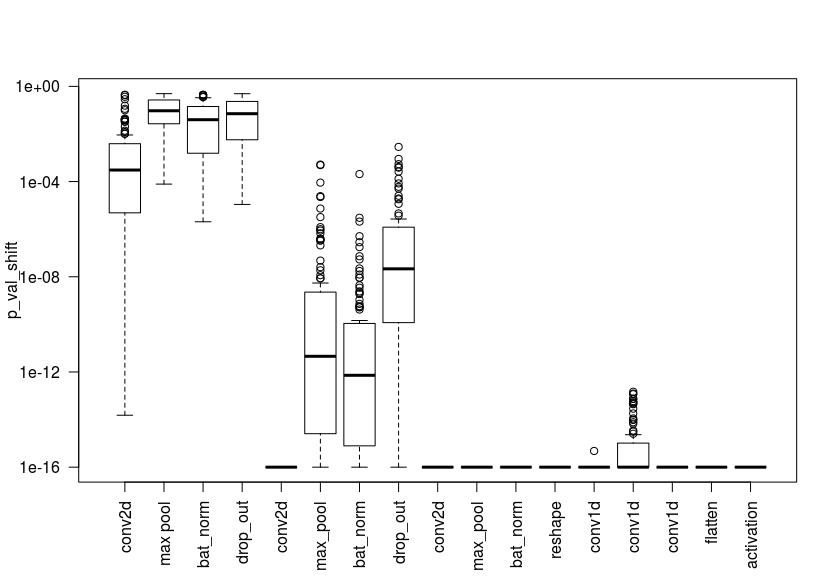 p_val_shift
1e+00
1e-04
1e-08
1e-12
1e-16
conv2d
max pool
bat_norm
drop_out
conv2d
max_pool
bat_norm
drop_out
conv2d
max_pool
bat_norm
reshape
conv1d
conv1d
conv1d
flatten
activation